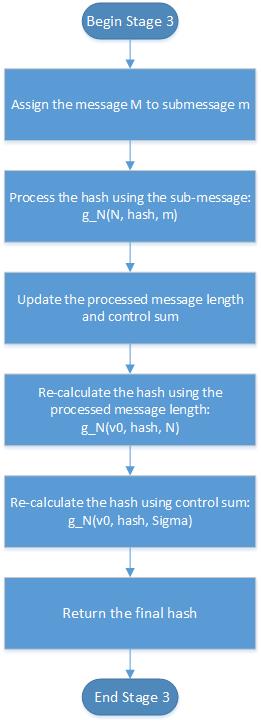 Begin Stage 3
Assign the message M to submessage m
Process the hash using the sub-message:
g_N(N, hash, m)
Update the processed message length
and control sum
Re-calculate the hash using the
processed message length:
g_N(v0, hash, N)
Re-calculate the hash using control sum:
g_N(v0, hash, Sigma)
Return the final hash
End Stage 3